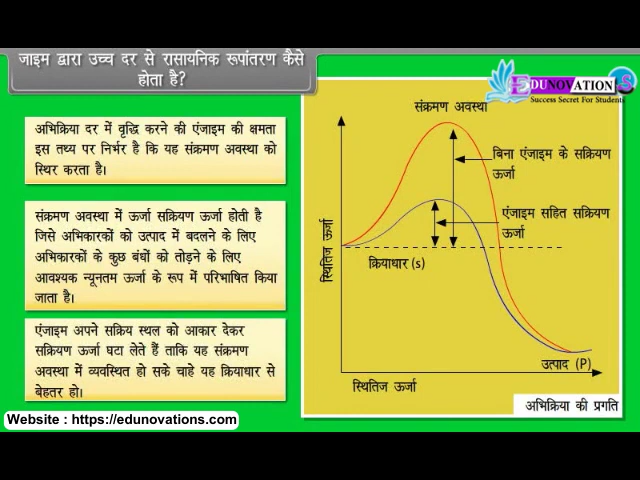 जाइम द्वारा उच्च दर से रासायनिक रूपांतरण कैसे
होता है?
EDUNOVATIONS
Success Secret For Students
अभिक्रिया दर में वृद्धि करने की एंजाइम की क्षमता
इस तथ्य पर निर्भर है कि यह संक्रमण अवस्था को
स्थिर करता है।
संक्रमण अवस्था में ऊर्जा सक्रियण ऊर्जा होती है
जिसे अभिकारकों को उत्पाद में बदलने के लिए
अभिकारकों के कुछ बंधों को तोड़ने के लिए
आवश्यक न्यूनतम ऊर्जा के रूप में परिभाषित किया
जाता है।
एंजाइम अपने सक्रिय स्थल को आकार देकर
सक्रियण ऊर्जा घटा लेते हैं ताकि यह संक्रमण
अवस्था में व्यवस्थित हो सके चाहे यह क्रियाधार से
बेहतर हो।
संक्रमण अवस्था
बिना एंजाइम के सक्रियण
ऊर्जा
एंजाइम सहित सक्रियण
ऊर्जा
स्थितिज ऊर्जा
क्रियाधार (s)
उत्पाद (P)
स्थितिज ऊर्जा
अभिक्रिया की प्रगति
Website : https://edunovations.com